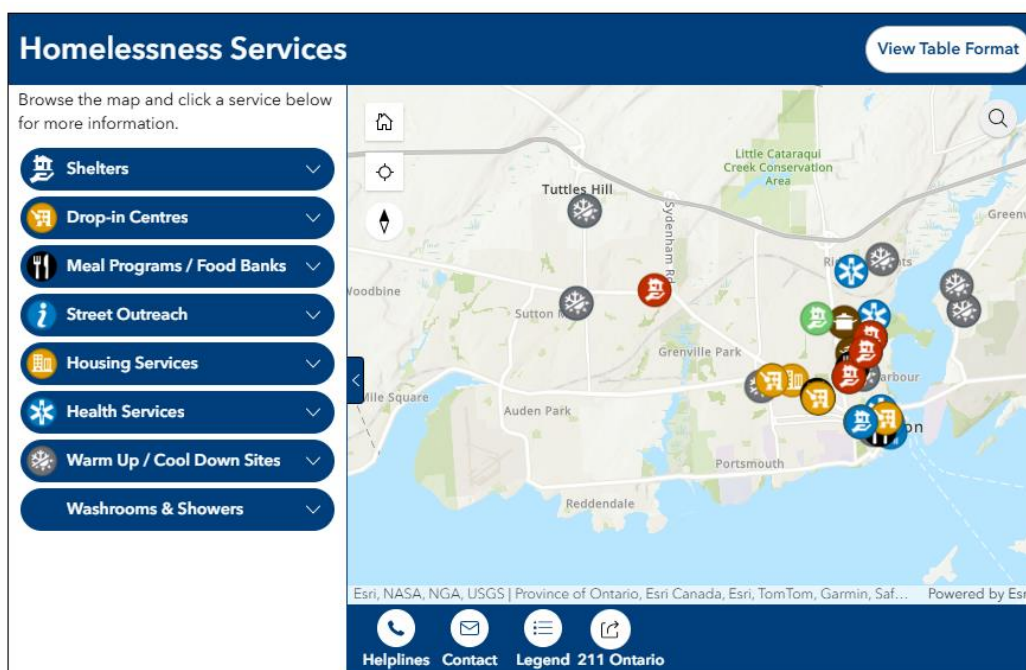 Homelessness Services
View Table Format
Browse the map and click a service below
for more information.
Shelters
Drop-in Centres
Meal Programs / Food Banks
Street Outreach
Housing Services
Health Services
Warm Up / Cool Down Sites
Washrooms & Showers
Little Cataraqui
Creek Conservation
Area
Tuttles Hill
Sydenham Rd
Sutton
Grenville Park
Mile Square
Auden Park
Portsmouth
Reddendale
Esri, NASA, NGA, USGS | Province of Ontario, Esri Canada, Esri, TomTom, Garmin, Saf...
Powered by Esri
Helplines
Contact
Legend
211 Ontario